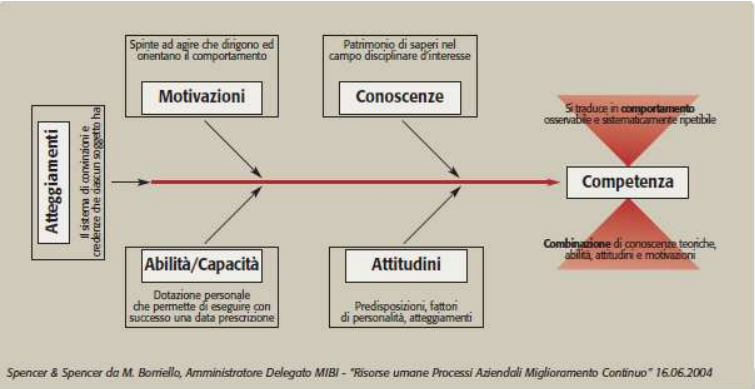 Spinte ad agire che dirigono ed
orientano il comportamento
Motivazioni
Patrimonio di saperi nel
campo disciplinare d'interesse
Conoscenze
Si traduce in comportamento
osservabile e sistematicamente ripetibile
Atteggiamenti
Il sistema di convinzioni e
credenze che ciascun soggetto ha
Competenza
Abilità/Capacità
Dotazione personale
che permette di eseguire con
successo una data prescrizione
Attitudini
Predisposizioni, fattori
di personalità, atteggiamenti
Combinazione di conoscenze teoriche,
abilità, attitudini e motivazioni
Spencer & Spencer da M. Borriello, Amministratore Delegato MIBI - "Risorse umane Processi Aziendali Miglioramento Continuo" 16.06.2004